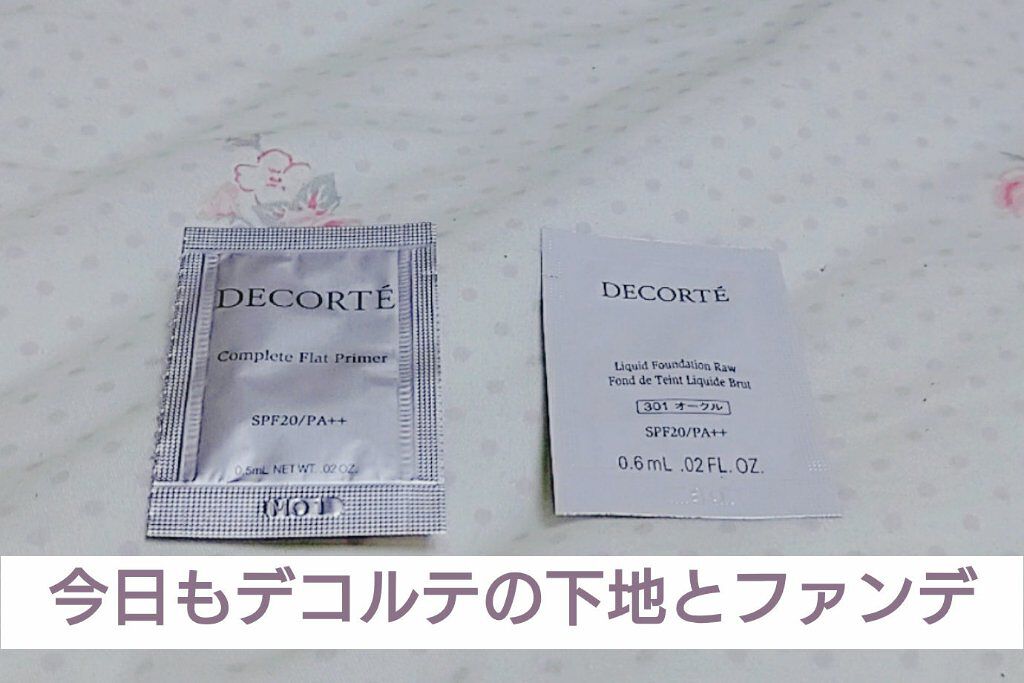 DECORTÉ
Complete Flat Primer
SPF20/PA++
0.5mL NET WT. .02 OZ.
DECORTÉ
Liquid Foundation Raw
Fond de Teint Liquide Brut
301 オークル
SPF20/PA++
0.6mL .02 FL. OZ.
今日もデコルテの下地とファンデ